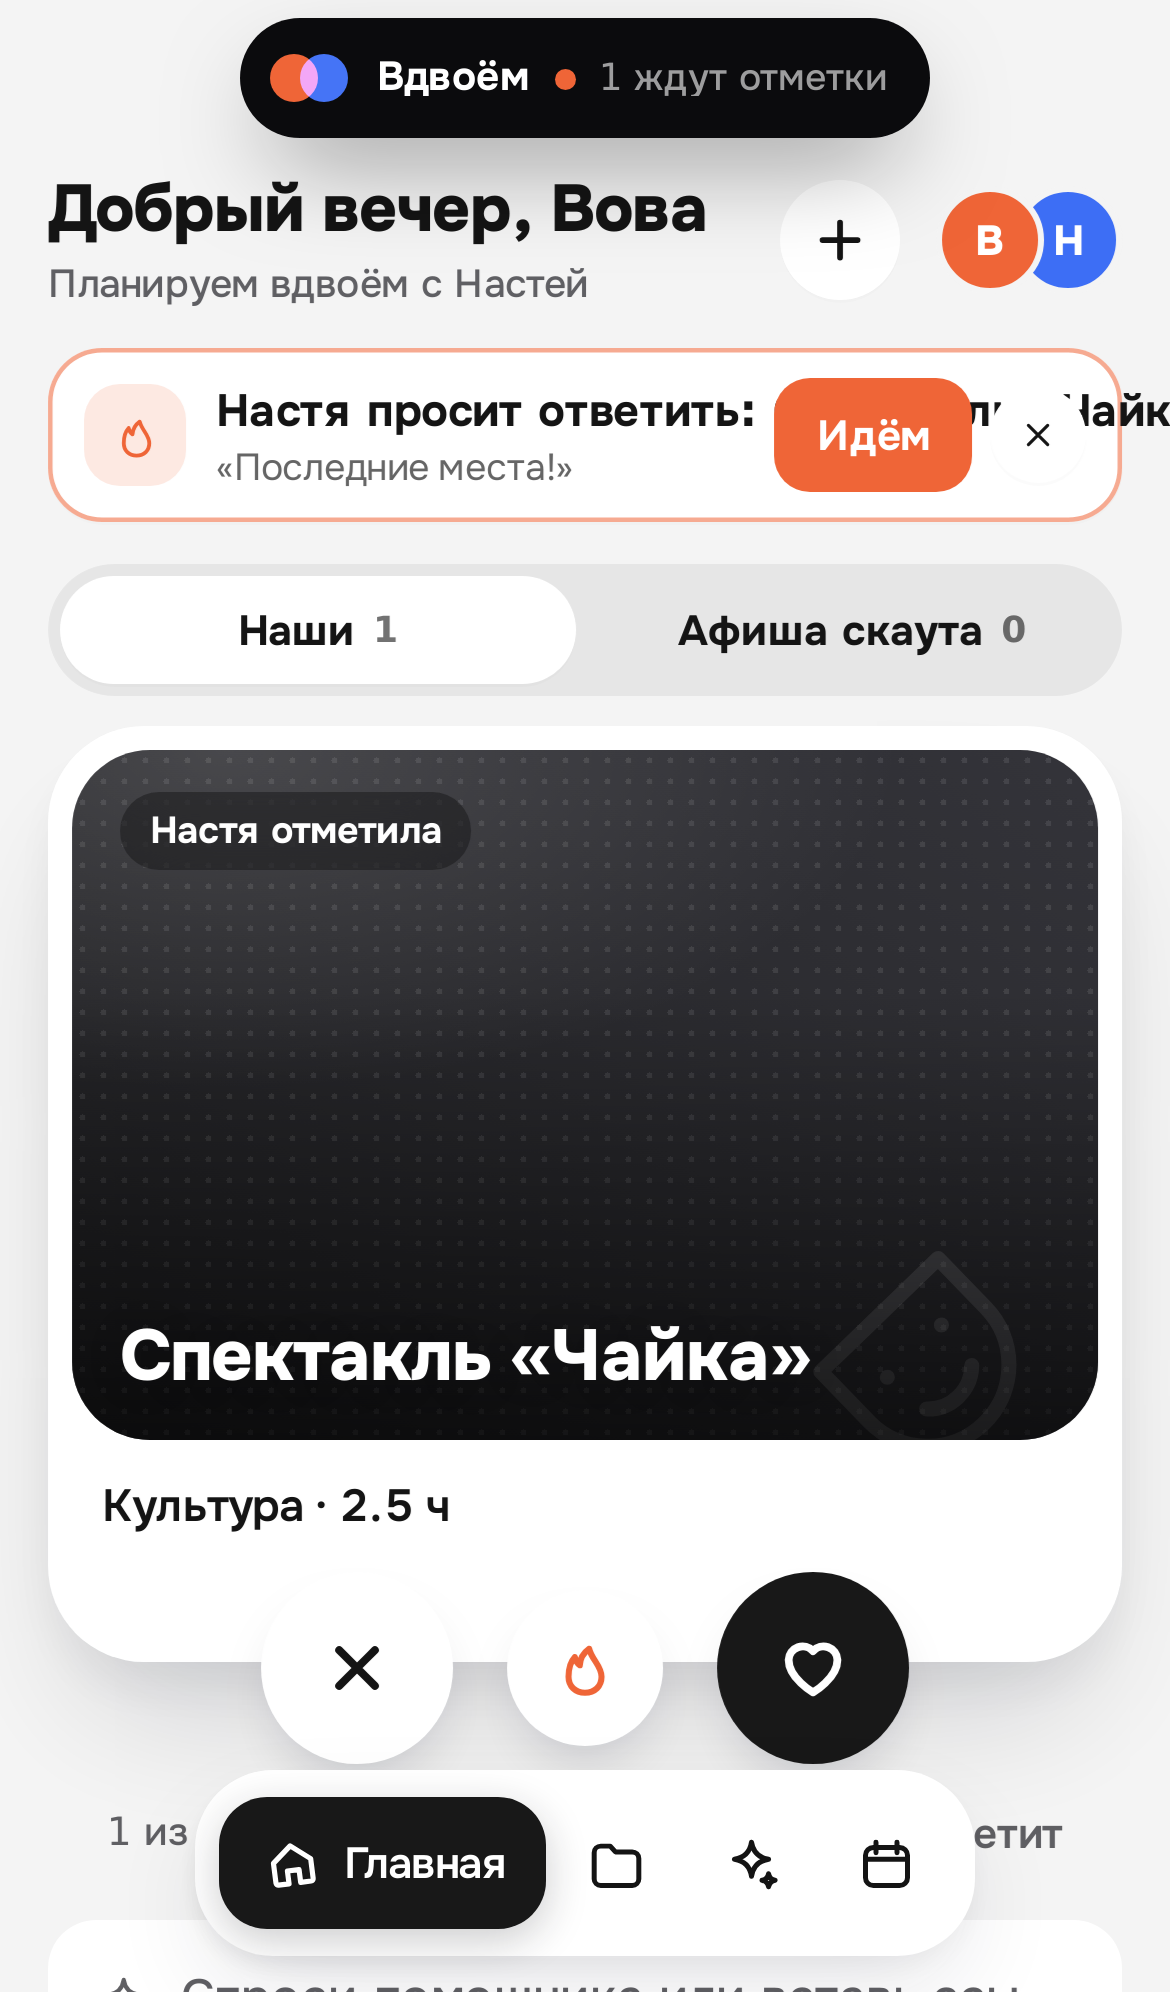 Вдвоём 1 ждут отметки
Добрый вечер, Вова
Планируем вдвоём с Настей
В Н
Настя просит ответить:
Идём
«Последние места!»
Наши 1
Афиша скаута 0
Настя отметила
Спектакль «Чайка»
Культура · 2.5 ч
1 из
етит
Главная